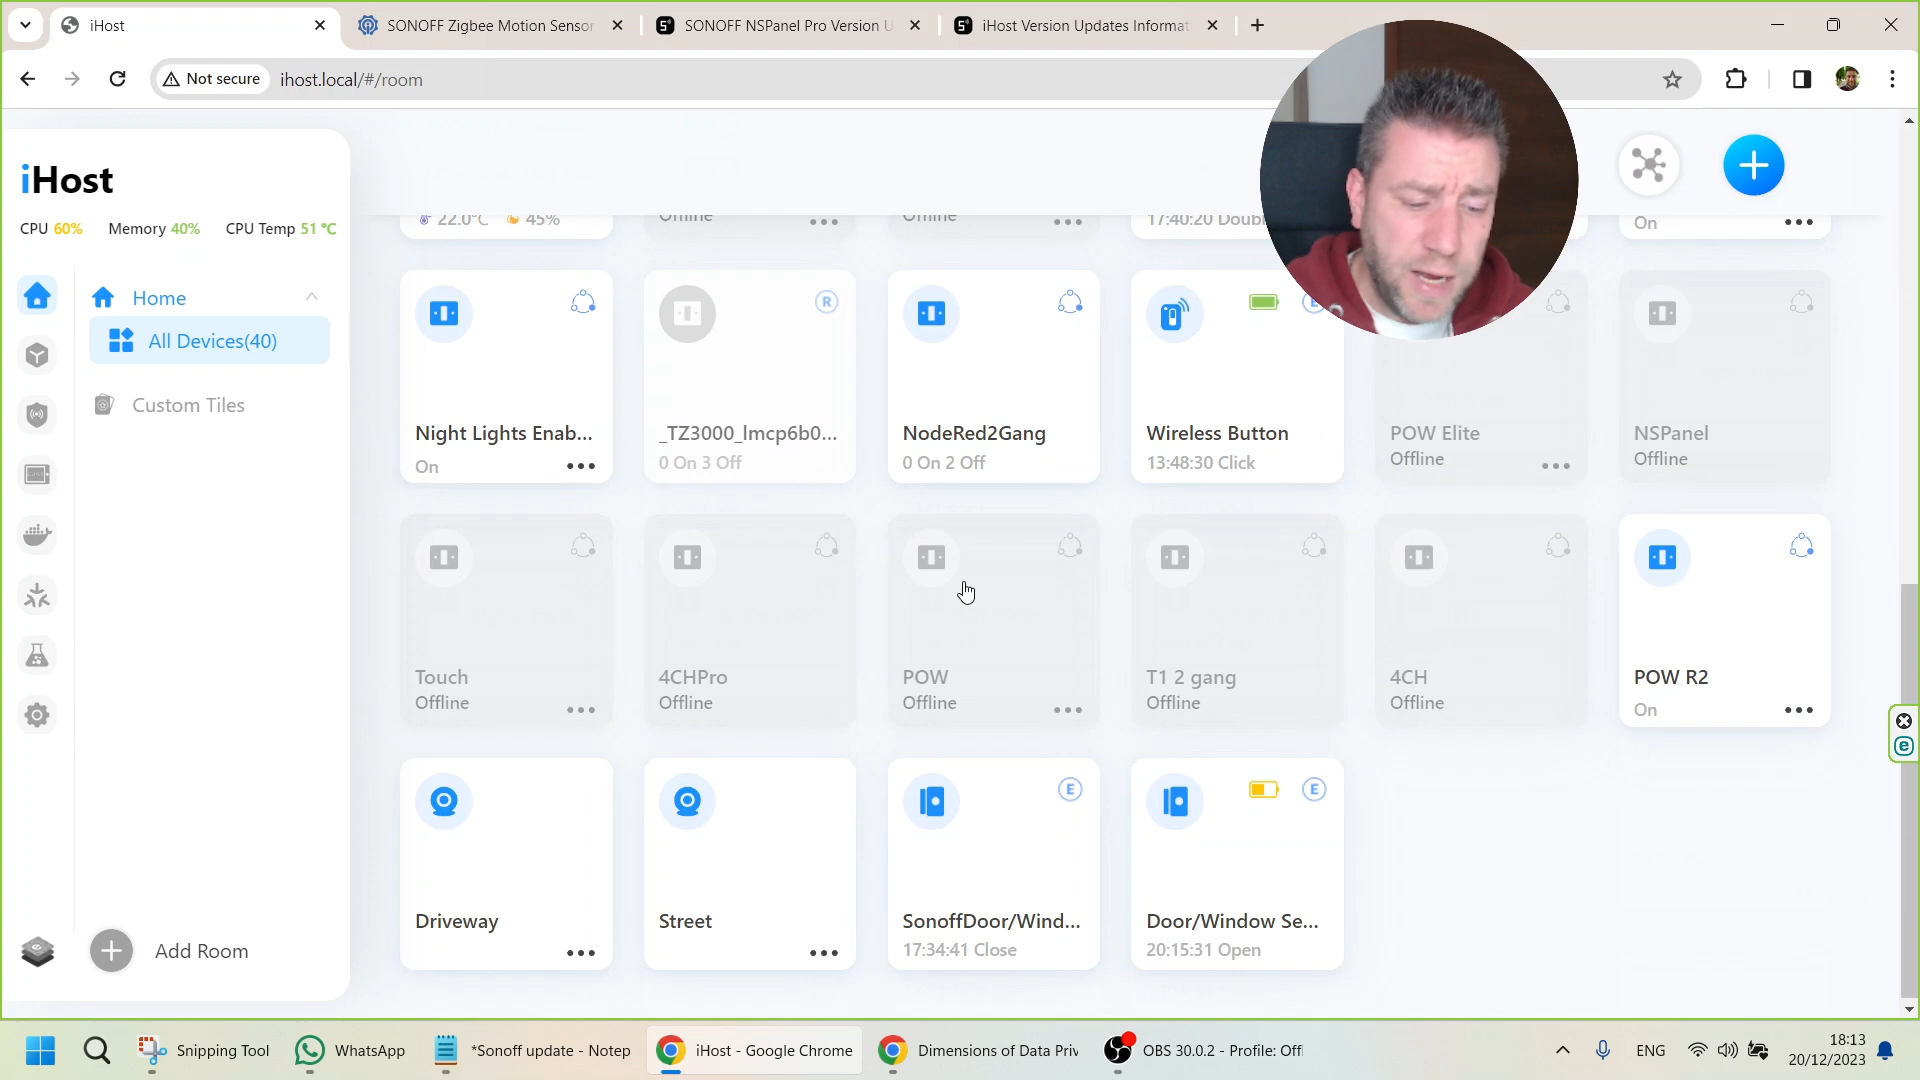 iHost
SONOFF Zigbee Motion Sensor
SONOFF NSPanel Pro Version U
iHost Version Updates Informat
Not secure
ihost.local/#/room
iHost
CPU 60% Memory 40% CPU Temp 51 ℃
Home
All Devices(40)
Custom Tiles
Add Room
22.0°C 45%
Offline
Offline
17:40:20 Doubl
On
Night Lights Enab...
On
R
_TZ3000_lmcp6b0...
0 On 3 Off
NodeRed2Gang
0 On 2 Off
Wireless Button
13:48:30 Click
POW Elite
Offline
NSPanel
Offline
Touch
Offline
4CHPro
Offline
POW
Offline
T1 2 gang
Offline
4CH
Offline
POW R2
On
Driveway
Street
E
SonoffDoor/Wind...
17:34:41 Close
E
Door/Window Se...
20:15:31 Open
Snipping Tool
WhatsApp
*Sonoff update - Notep
iHost - Google Chrome
Dimensions of Data Priv
OBS 30.0.2 - Profile: Off
ENG
18:13
20/12/2023